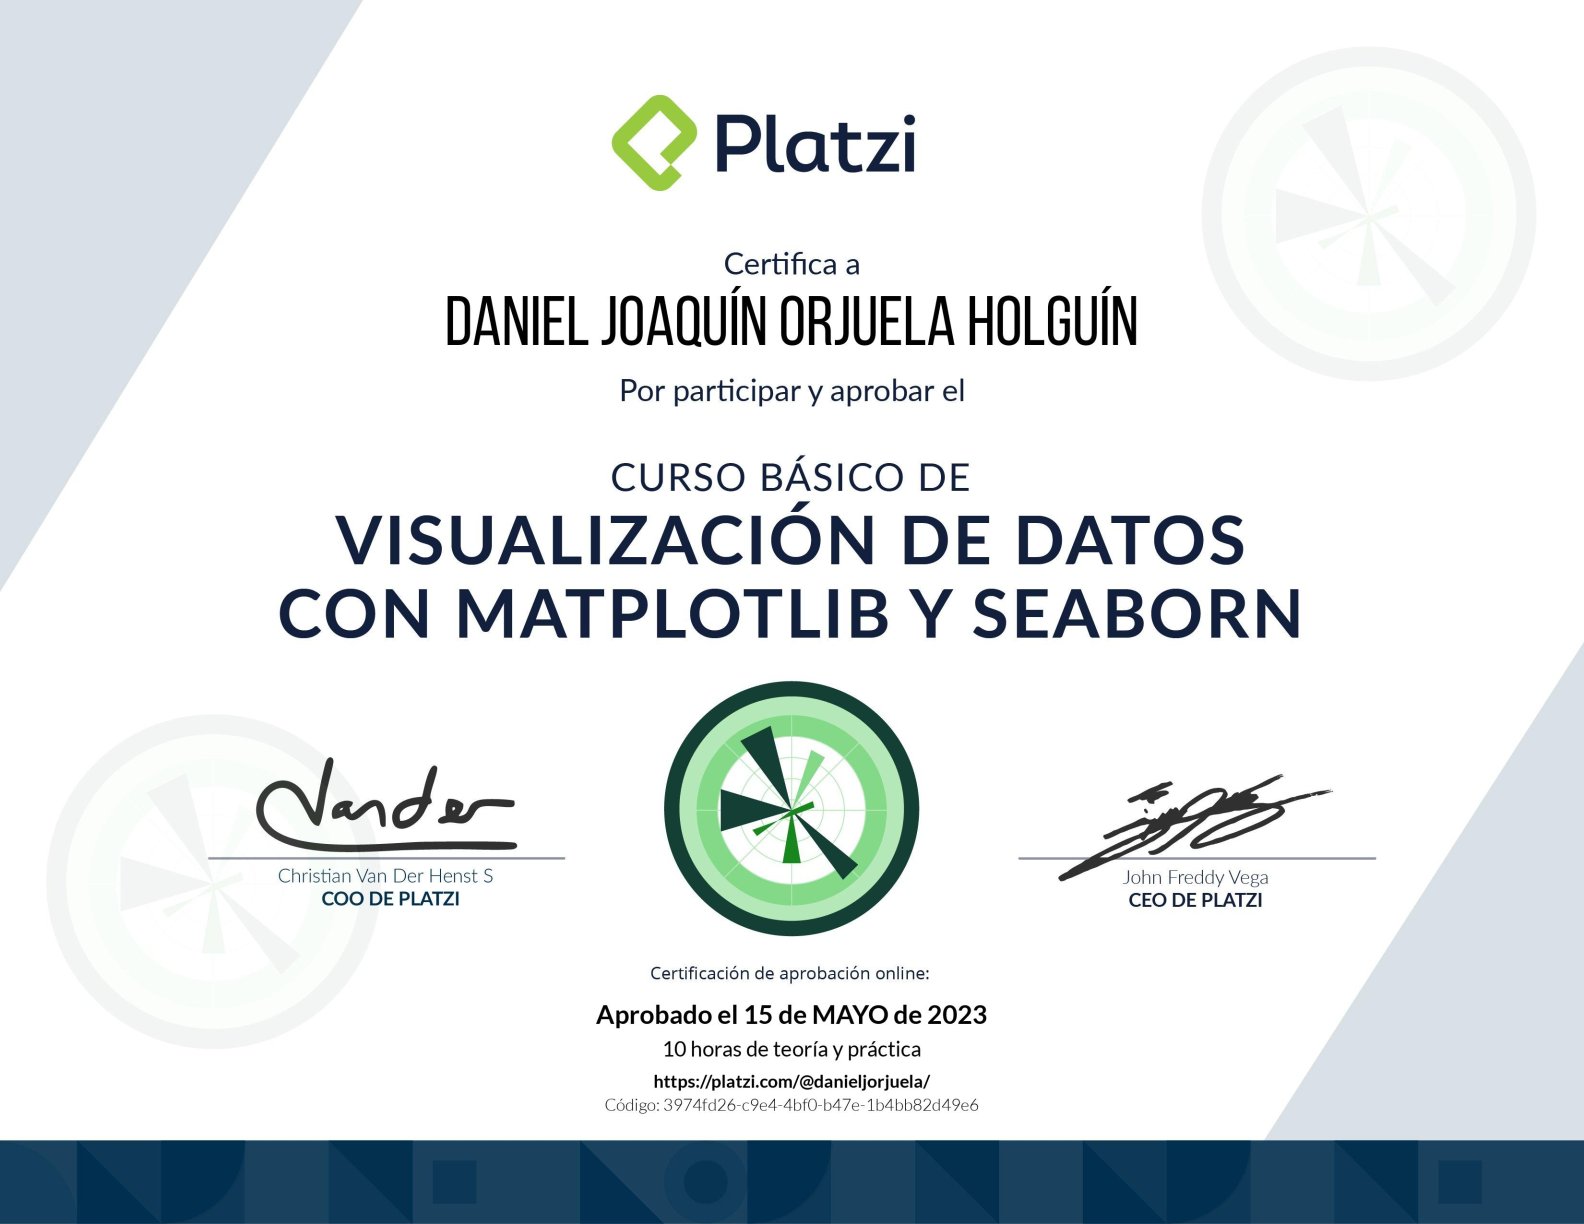 Platzi
Certifica a
DANIEL JOAQUÍN ORJUELA HOLGUÍN
Por participar y aprobar el
CURSO BÁSICO DE
VISUALIZACIÓN DE DATOS
CON MATPLOTLIB Y SEABORN
Vander
Christian Van Der Henst S
COO DE PLATZI
John Freddy Vega
CEO DE PLATZI
Certificación de aprobación online:
Aprobado el 15 de MAYO de 2023
10 horas de teoría y práctica
https://platzi.com/@danieljorjuela/
Código: 3974fd26-c9e4-4bf0-b47e-1b4bb82d49e6